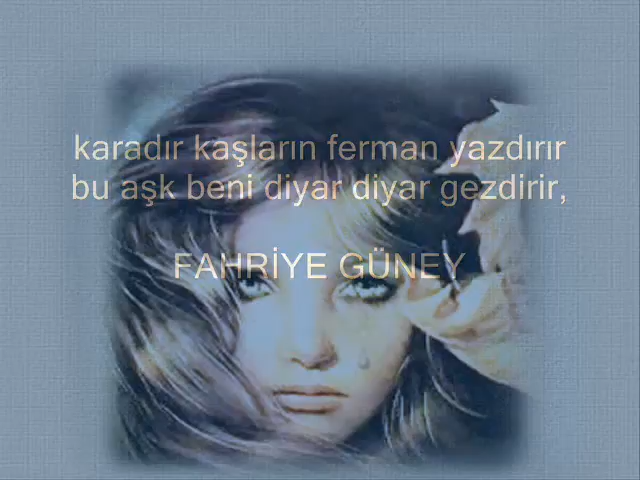 karadır kaşların ferman yazdırır
bu aşk beni diyar diyar gezdirir,
FAHRİYE GÜNEY